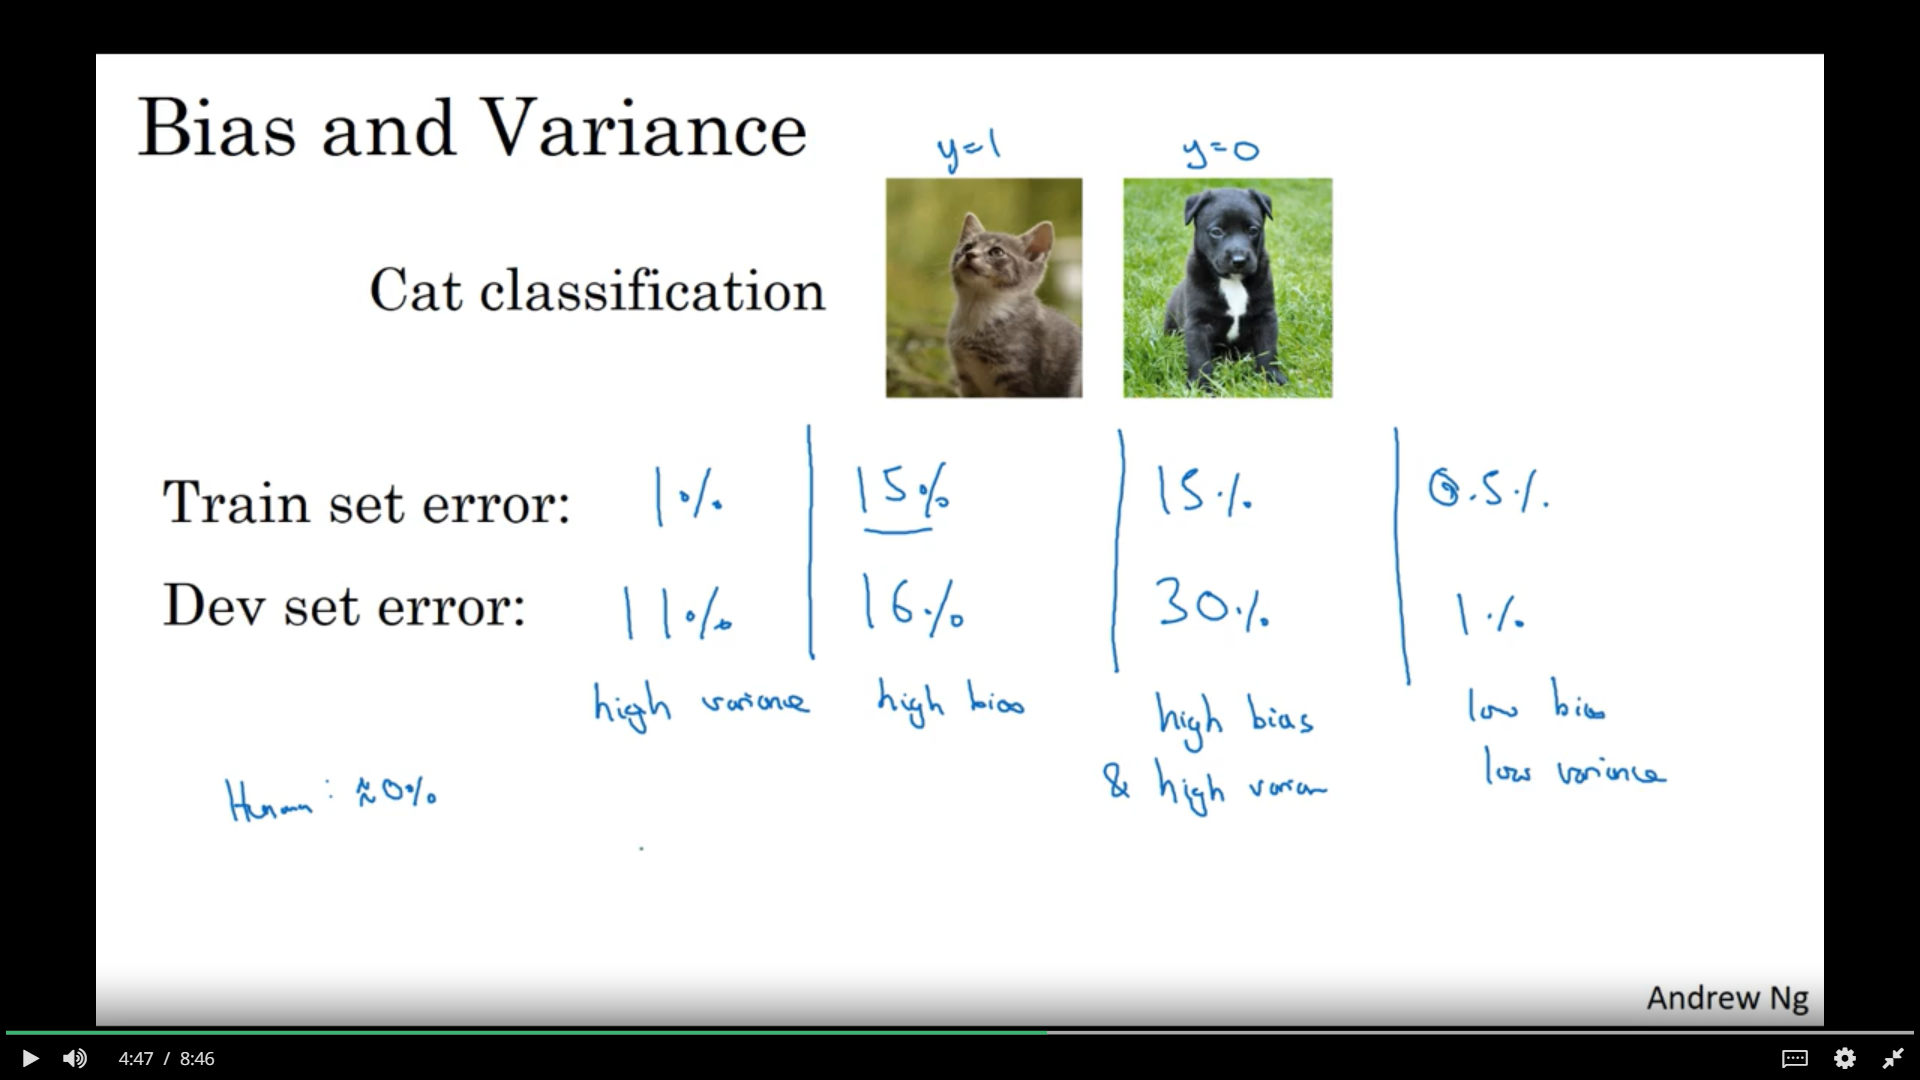 Bias and Variance
y=1 y=0
Cat classification
Train set error: 1% 15% 15% 0.5%
Dev set error: 11% 16% 30% 1%
high variance high bias high bias low bias
& high varian low variance
Human: ≈0%
Andrew Ng
4:47 / 8:46